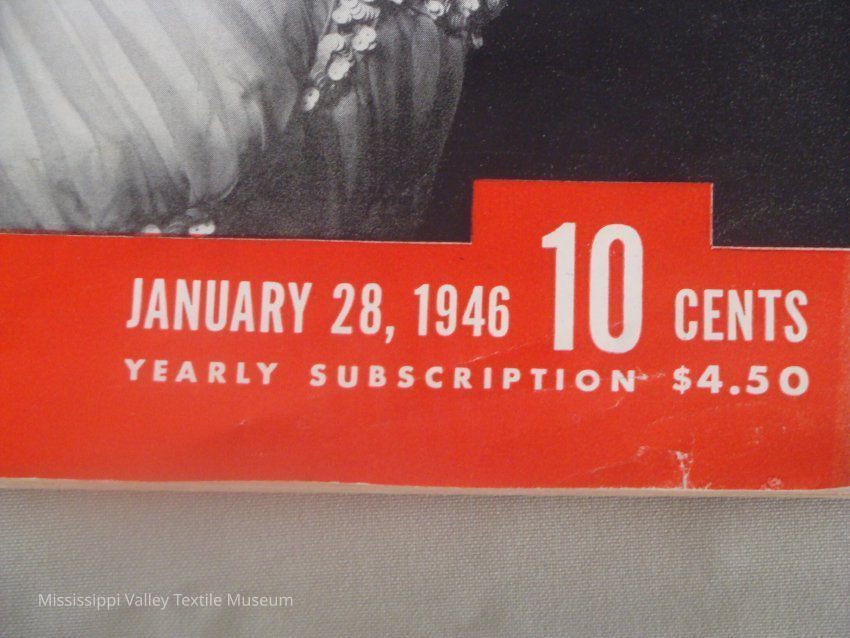 JANUARY 28, 1946 10 CENTS
YEARLY SUBSCRIPTION $4.50
Mississippi Valley Textile Museum